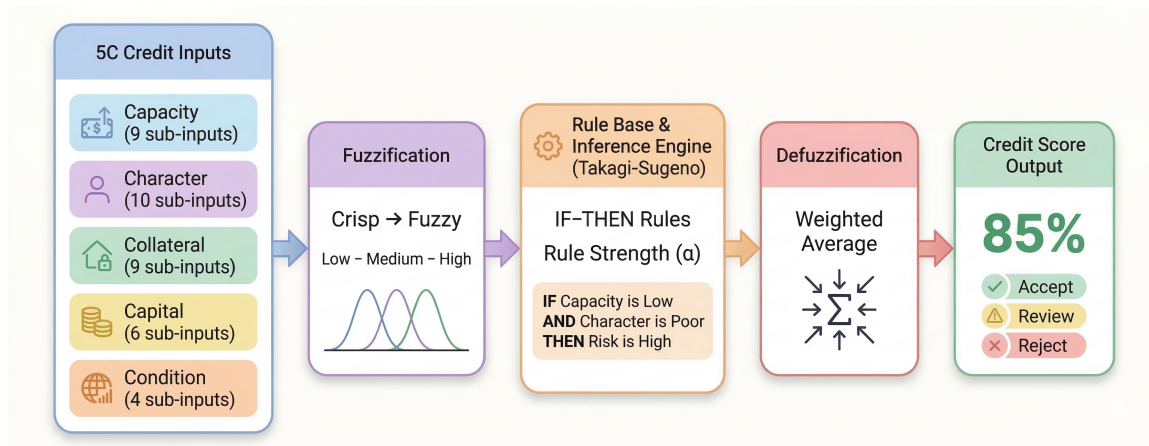 5C Credit Inputs
Capacity
(9 sub-inputs)
Character
(10 sub-inputs)
Collateral
(9 sub-inputs)
Capital
(6 sub-inputs)
Condition
(4 sub-inputs)
Fuzzification
Crisp → Fuzzy
Low – Medium – High
Rule Base &
Inference Engine
(Takagi-Sugeno)
IF–THEN Rules
Rule Strength (α)
IF Capacity is Low
AND Character is Poor
THEN Risk is High
Defuzzification
Weighted
Average
Σ
Credit Score
Output
85%
Accept
Review
Reject